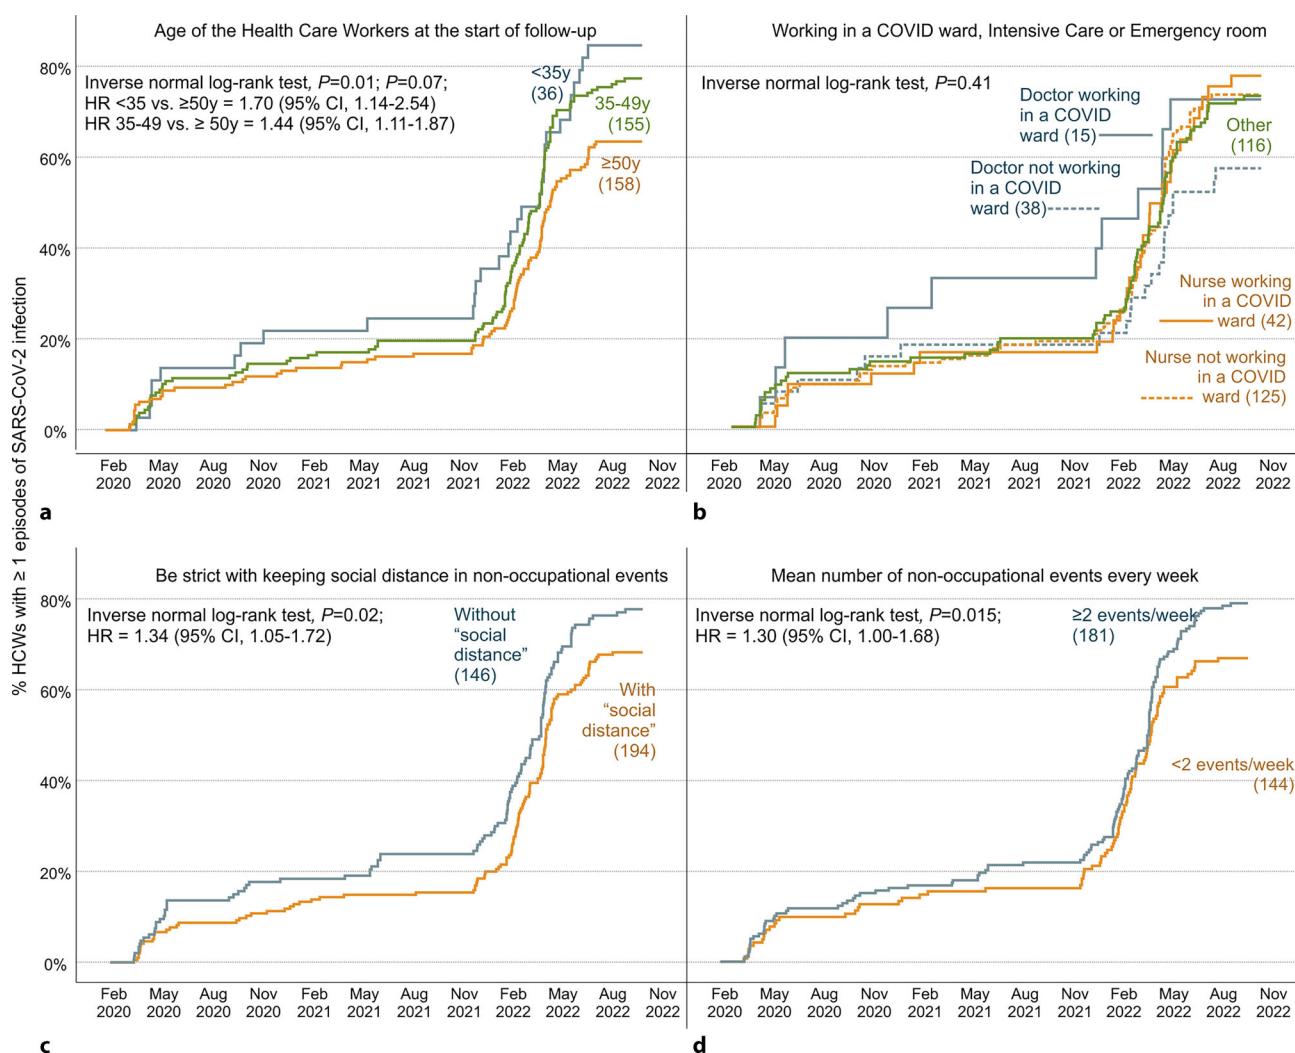 % HCWs with ≥ 1 episodes of SARS-CoV-2 infection
Age of the Health Care Workers at the start of follow-up
Inverse normal log-rank test, P=0.01; P=0.07;
HR <35 vs. ≥50y = 1.70 (95% CI, 1.14-2.54)
HR 35-49 vs. ≥ 50y = 1.44 (95% CI, 1.11-1.87)
<35y
(36)
35-49y
(155)
≥50y
(158)
80%
60%
40%
20%
0%
Feb May Aug Nov Feb May Aug Nov Feb May Aug Nov
2020 2020 2020 2020 2021 2021 2021 2021 2022 2022 2022 2022
a
Working in a COVID ward, Intensive Care or Emergency room
Inverse normal log-rank test, P=0.41
Doctor working
in a COVID
ward (15)
Doctor not working
in a COVID
ward (38)
Other
(116)
Nurse working
in a COVID
ward (42)
Nurse not working
in a COVID
ward (125)
Feb May Aug Nov Feb May Aug Nov Feb May Aug Nov
2020 2020 2020 2020 2021 2021 2021 2021 2022 2022 2022 2022
b
Be strict with keeping social distance in non-occupational events
Inverse normal log-rank test, P=0.02;
HR = 1.34 (95% CI, 1.05-1.72)
Without
“social
distance”
(146)
With
“social
distance”
(194)
80%
60%
40%
20%
0%
Feb May Aug Nov Feb May Aug Nov Feb May Aug Nov
2020 2020 2020 2020 2021 2021 2021 2021 2022 2022 2022 2022
c
Mean number of non-occupational events every week
Inverse normal log-rank test, P=0.015;
HR = 1.30 (95% CI, 1.00-1.68)
≥2 events/week
(181)
<2 events/week
(144)
Feb May Aug Nov Feb May Aug Nov Feb May Aug Nov
2020 2020 2020 2020 2021 2021 2021 2021 2022 2022 2022 2022
d